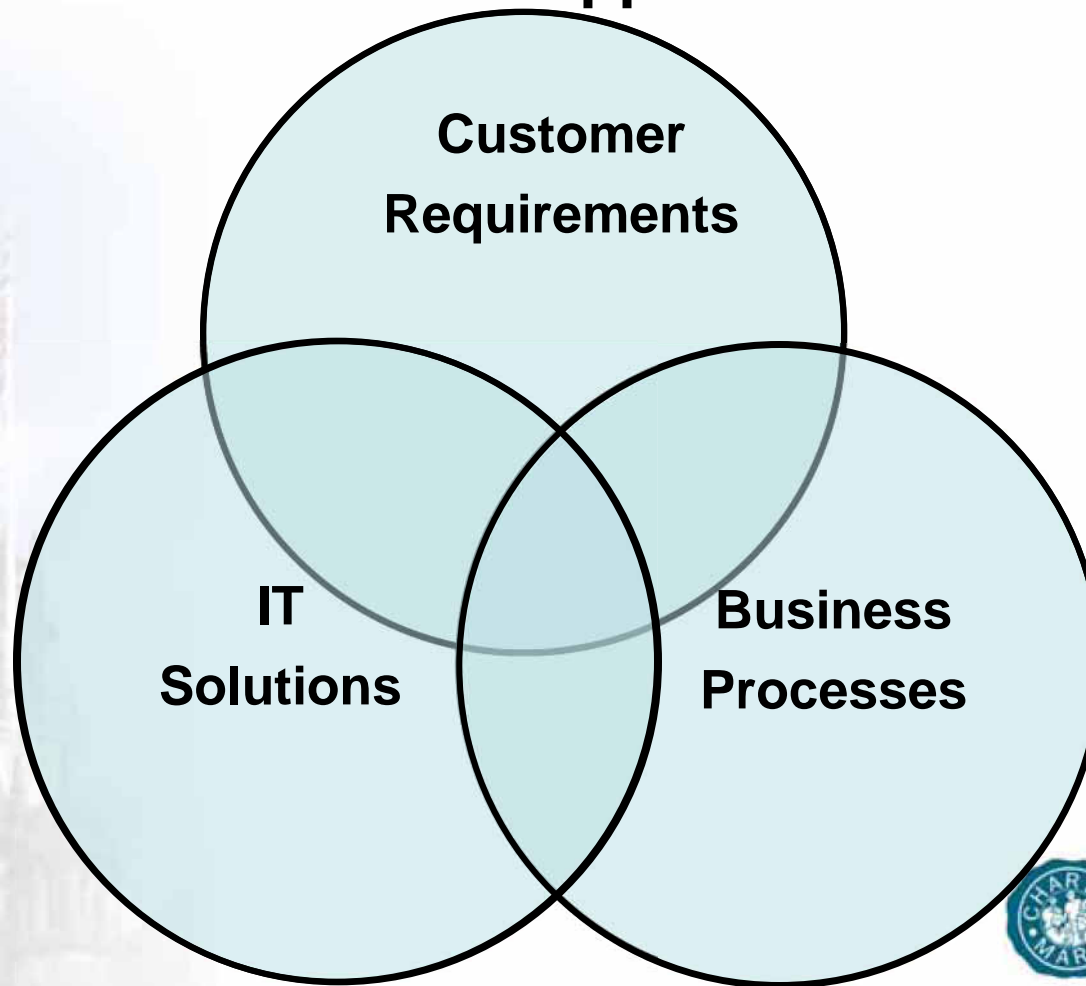 Customer
Requirements
IT
Solutions
Business
Processes